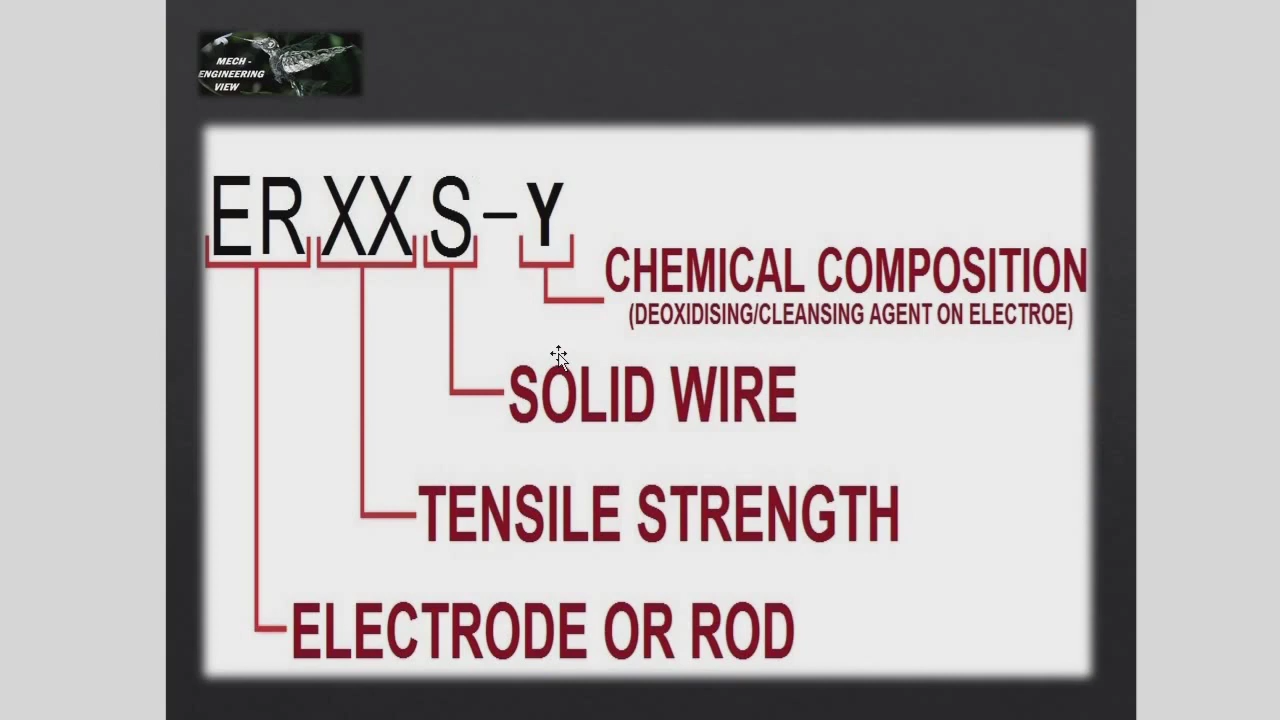 MECH -
ENGINEERING
VIEW
ER XX S - Y
CHEMICAL COMPOSITION
(DEOXIDISING/CLEANSING AGENT ON ELECTROE)
SOLID WIRE
TENSILE STRENGTH
ELECTRODE OR ROD